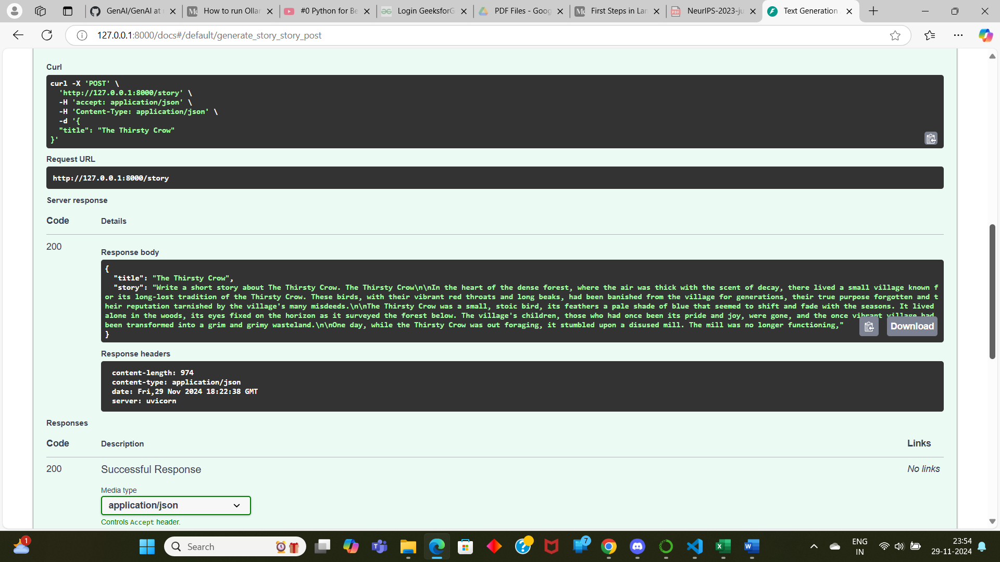 GenAI/GenAI at
How to run Ollar
#0 Python for Be
Login GeeksforG
PDF Files - Goog
First Steps in Lan
NeurIPS-2023-ju
Text Generation
127.0.0.1:8000/docs#/default/generate_story_story_post
Curl
curl -X 'POST' \
'http://127.0.0.1:8000/story' \
-H 'accept: application/json' \
-H 'Content-Type: application/json' \
-d '{
"title": "The Thirsty Crow"
}'
Request URL
http://127.0.0.1:8000/story
Server response
Code Details
200
Response body
{
"title": "The Thirsty Crow",
"story": "Write a short story about The Thirsty Crow. The Thirsty Crow\n\nIn the heart of the dense forest, where the air was thick with the scent of decay, there lived a small village known f
or its long-lost tradition of the Thirsty Crow. These birds, with their vibrant red throats and long beaks, had been banished from the village for generations, their true purpose forgotten and t
heir reputation tarnished by the village's many misdeeds.\n\nThe Thirsty Crow was a small, stoic bird, its feathers a pale shade of blue that seemed to shift and fade with the seasons. It lived
alone in the woods, its eyes fixed on the horizon as it surveyed the forest below. The village's children, those who had once been its pride and joy, were gone, and the once vibrant village had
been transformed into a grim and grimy wasteland.\n\nOne day, while the Thirsty Crow was out foraging, it stumbled upon a disused mill. The mill was no longer functioning,"
}
Download
Response headers
content-length: 974
content-type: application/json
date: Fri,29 Nov 2024 18:22:38 GMT
server: uvicorn
Responses
Code Description Links
200 Successful Response No links
Media type
application/json
Controls Accept header.
1
Search
7
ENG
IN
23:54
29-11-2024